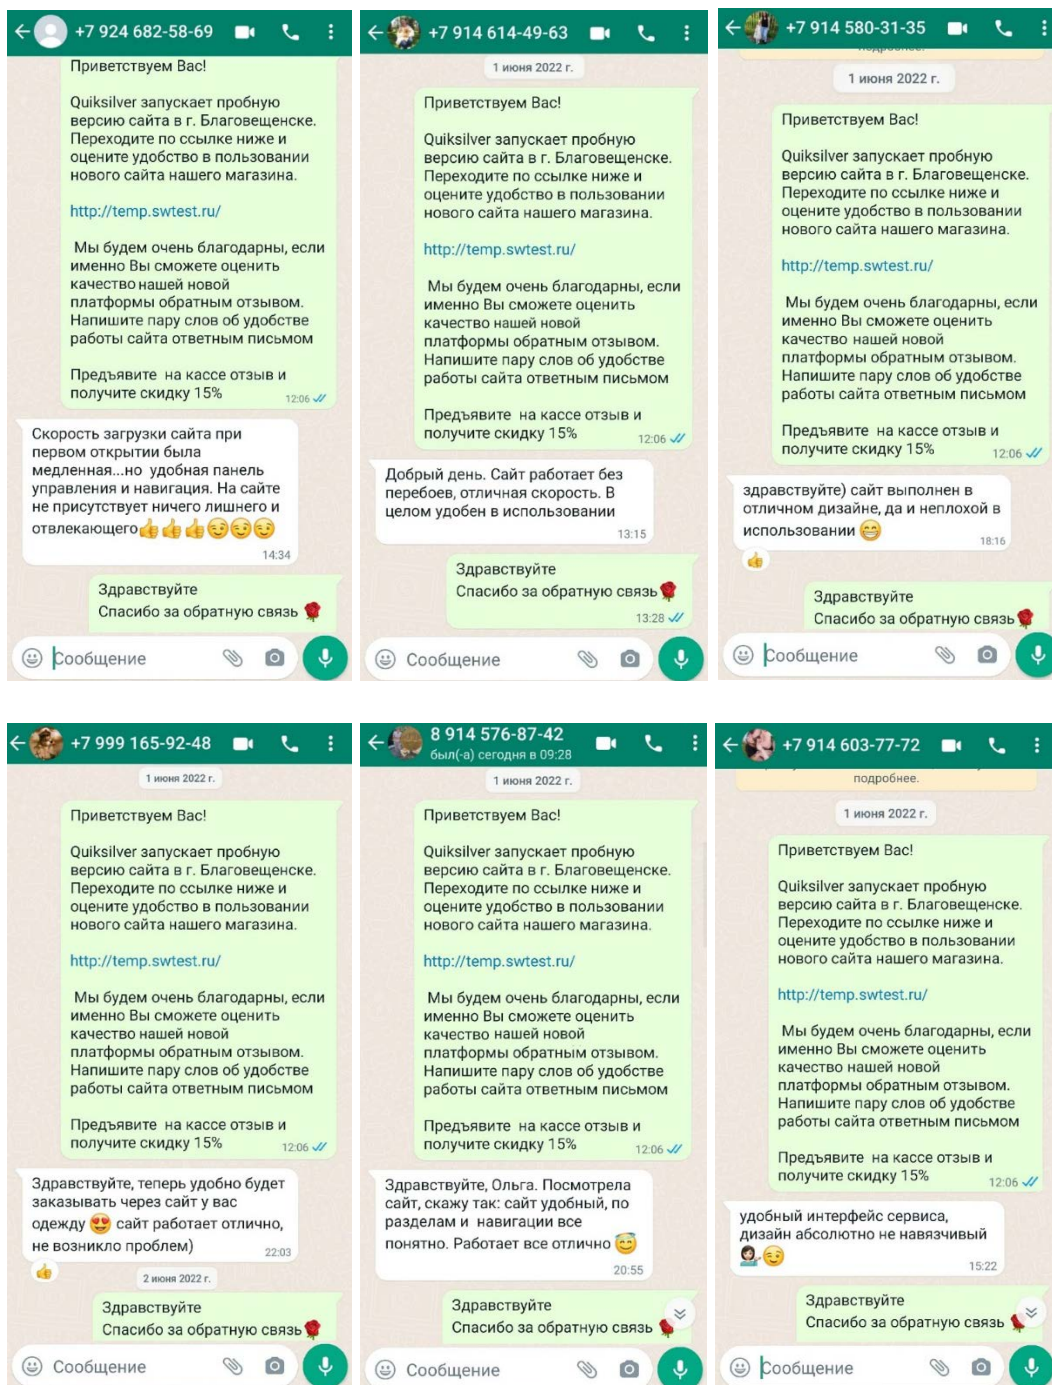 +7 924 682-58-69
Приветствуем Вас!
Quiksilver запускает пробную
версию сайта в г. Благовещенске.
Переходите по ссылке ниже и
оцените удобство в пользовании
нового сайта нашего магазина.
http://temp.swtest.ru/
Мы будем очень благодарны, если
именно Вы сможете оценить
качество нашей новой
платформы обратным отзывом.
Напишите пару слов об удобстве
работы сайта ответным письмом
Предъявите на кассе отзыв и
получите скидку 15%
12:06
Скорость загрузки сайта при
первом открытии была
медленная...но удобная панель
управления и навигация. На сайте
не присутствует ничего лишнего и
отвлекающего👍👍👍😉😉😉
14:34
Здравствуйте
Спасибо за обратную связь 🌹
Сообщение
+7 914 614-49-63
1 июня 2022 г.
Приветствуем Вас!
Quiksilver запускает пробную
версию сайта в г. Благовещенске.
Переходите по ссылке ниже и
оцените удобство в пользовании
нового сайта нашего магазина.
http://temp.swtest.ru/
Мы будем очень благодарны, если
именно Вы сможете оценить
качество нашей новой
платформы обратным отзывом.
Напишите пару слов об удобстве
работы сайта ответным письмом
Предъявите на кассе отзыв и
получите скидку 15%
12:06
Добрый день. Сайт работает без
перебоев, отличная скорость. В
целом удобен в использовании
13:15
Здравствуйте
Спасибо за обратную связь🌹
13:28
Сообщение
+7 914 580-31-35
1 июня 2022 г.
Приветствуем Вас!
Quiksilver запускает пробную
версию сайта в г. Благовещенске.
Переходите по ссылке ниже и
оцените удобство в пользовании
нового сайта нашего магазина.
http://temp.swtest.ru/
Мы будем очень благодарны, если
именно Вы сможете оценить
качество нашей новой
платформы обратным отзывом.
Напишите пару слов об удобстве
работы сайта ответным письмом
Предъявите на кассе отзыв и
получите скидку 15%
12:06
здравствуйте) сайт выполнен в
отличном дизайне, да и неплохой в
использовании 😁
18:16
👍
Здравствуйте
Спасибо за обратную связь🌹
Сообщение
+7 999 165-92-48
1 июня 2022 г.
Приветствуем Вас!
Quiksilver запускает пробную
версию сайта в г. Благовещенске.
Переходите по ссылке ниже и
оцените удобство в пользовании
нового сайта нашего магазина.
http://temp.swtest.ru/
Мы будем очень благодарны, если
именно Вы сможете оценить
качество нашей новой
платформы обратным отзывом.
Напишите пару слов об удобстве
работы сайта ответным письмом
Предъявите на кассе отзыв и
получите скидку 15%
12:06
Здравствуйте, теперь удобно будет
заказывать через сайт у вас
одежду 😍 сайт работает отлично,
не возникло проблем)
22:03
👍
2 июня 2022 г.
Здравствуйте
Спасибо за обратную связь🌹
Сообщение
8 914 576-87-42
был(-а) сегодня в 09:28
1 июня 2022 г.
Приветствуем Вас!
Quiksilver запускает пробную
версию сайта в г. Благовещенске.
Переходите по ссылке ниже и
оцените удобство в пользовании
нового сайта нашего магазина.
http://temp.swtest.ru/
Мы будем очень благодарны, если
именно Вы сможете оценить
качество нашей новой
платформы обратным отзывом.
Напишите пару слов об удобстве
работы сайта ответным письмом
Предъявите на кассе отзыв и
получите скидку 15%
12:06
Здравствуйте, Ольга. Посмотрела
сайт, скажу так: сайт удобный, по
разделам и навигации все
понятно. Работает все отлично 😇
20:55
Здравствуйте
Спасибо за обратную связь 🌹
Сообщение
+7 914 603-77-72
подробнее.
1 июня 2022 г.
Приветствуем Вас!
Quiksilver запускает пробную
версию сайта в г. Благовещенске.
Переходите по ссылке ниже и
оцените удобство в пользовании
нового сайта нашего магазина.
http://temp.swtest.ru/
Мы будем очень благодарны, если
именно Вы сможете оценить
качество нашей новой
платформы обратным отзывом.
Напишите пару слов об удобстве
работы сайта ответным письмом
Предъявите на кассе отзыв и
получите скидку 15%
12:06
удобный интерфейс сервиса,
дизайн абсолютно не навязчивый
💁🏻‍♀️😉
15:22
Здравствуйте
Спасибо за обратную связь 🌹
Сообщение